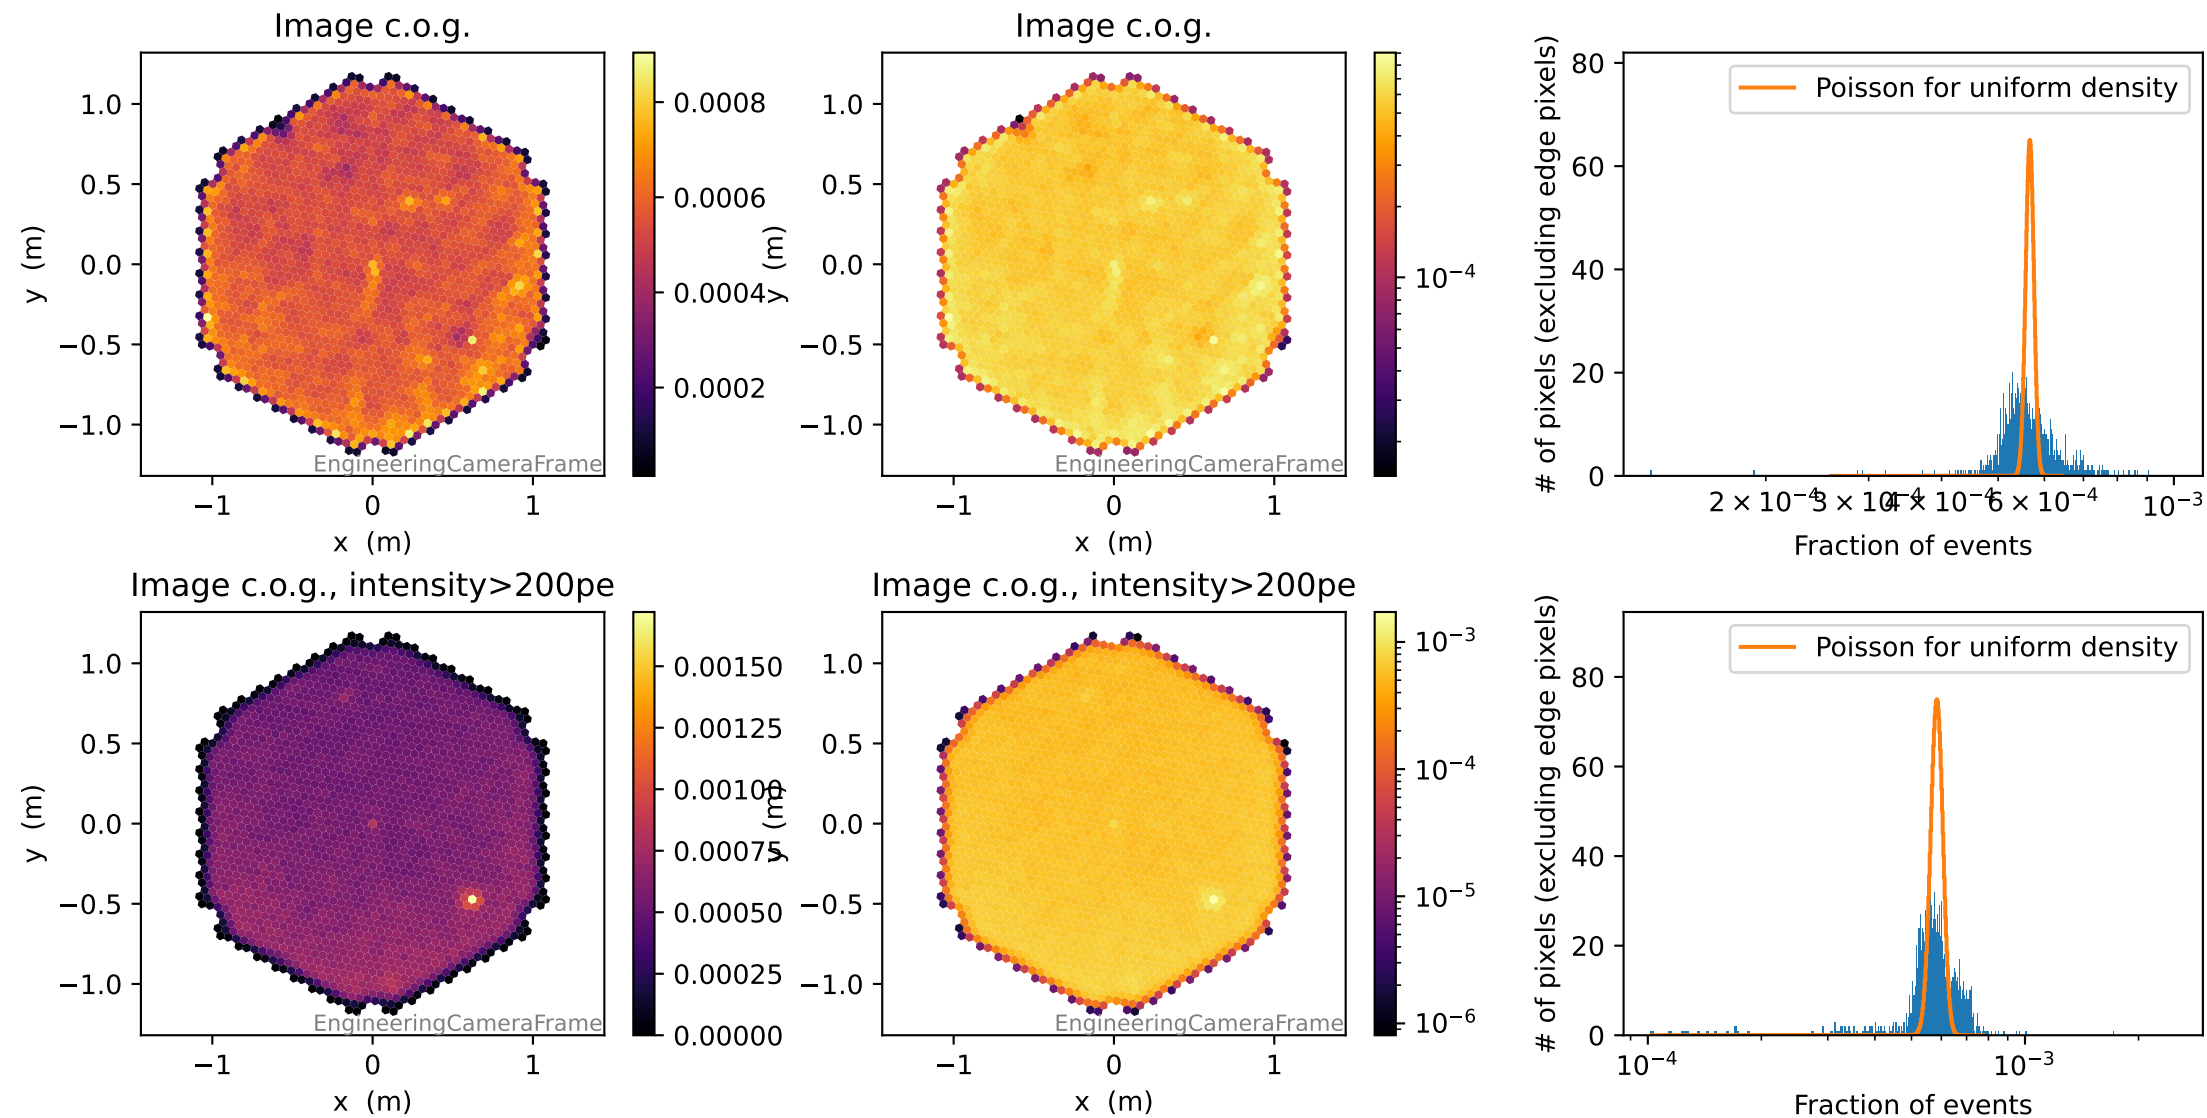 Image c.o.g.
y (m)
1.0
0.5
0.0
−0.5
−1.0
−1 0 1
x (m)
EngineeringCameraFrame
0.0008
0.0006
0.0004
0.0002
Image c.o.g.
y (m)
1.0
0.5
0.0
−0.5
−1.0
−1 0 1
x (m)
EngineeringCameraFrame
10⁻⁴
# of pixels (excluding edge pixels)
80
60
40
20
0
Poisson for uniform density
2 × 10⁻⁴ 3 × 10⁻⁴ 4 × 10⁻⁴ 6 × 10⁻⁴ 10⁻³
Fraction of events
Image c.o.g., intensity>200pe
y (m)
1.0
0.5
0.0
−0.5
−1.0
−1 0 1
x (m)
EngineeringCameraFrame
0.00150
0.00125
0.00100
0.00075
0.00050
0.00025
0.00000
Image c.o.g., intensity>200pe
y (m)
1.0
0.5
0.0
−0.5
−1.0
−1 0 1
x (m)
EngineeringCameraFrame
10⁻³
10⁻⁴
10⁻⁵
10⁻⁶
# of pixels (excluding edge pixels)
80
60
40
20
0
Poisson for uniform density
10⁻⁴ 10⁻³
Fraction of events